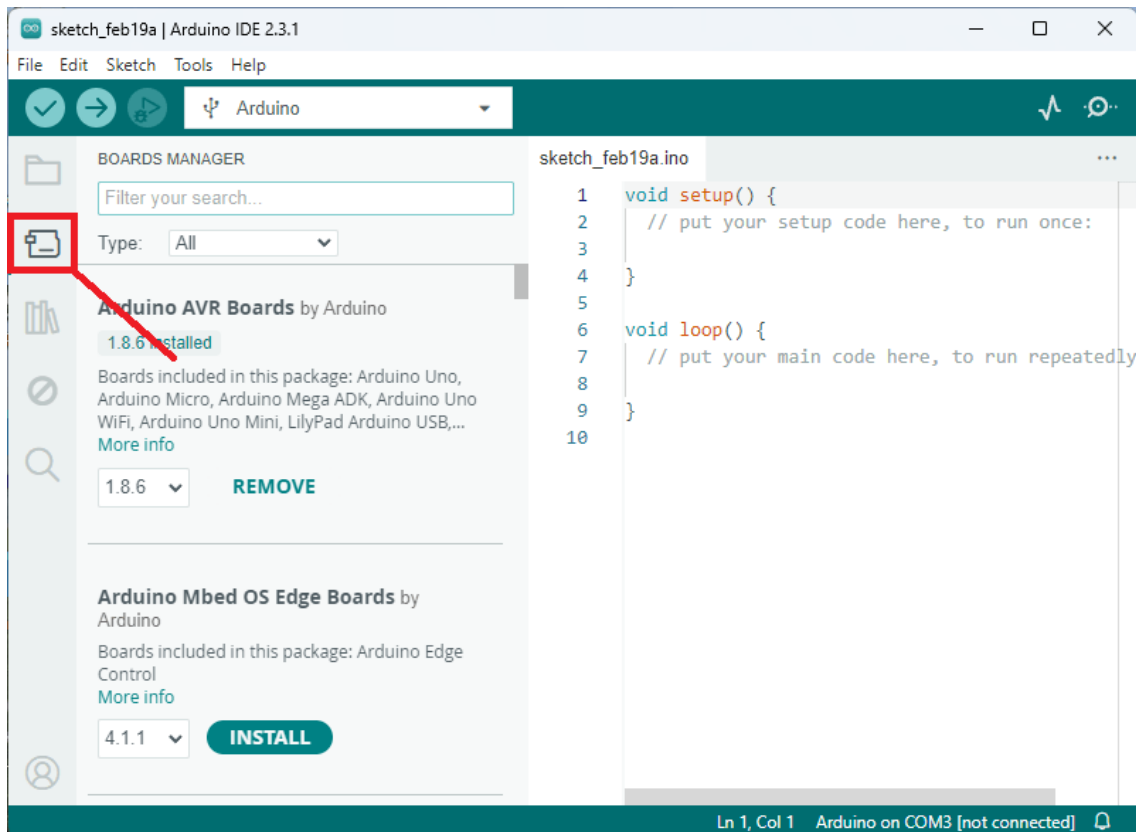 sketch_feb19a | Arduino IDE 2.3.1
File Edit Sketch Tools Help
Arduino
BOARDS MANAGER
Filter your search...
Type: All
Arduino AVR Boards by Arduino
1.8.6 installed
Boards included in this package: Arduino Uno,
Arduino Micro, Arduino Mega ADK, Arduino Uno
WiFi, Arduino Uno Mini, LilyPad Arduino USB,...
More info
1.8.6 REMOVE
Arduino Mbed OS Edge Boards by
Arduino
Boards included in this package: Arduino Edge
Control
More info
4.1.1 INSTALL
sketch_feb19a.ino
1 void setup() {
2 // put your setup code here, to run once:
3
4 }
5
6 void loop() {
7 // put your main code here, to run repeatedly
8
9 }
10
Ln 1, Col 1 Arduino on COM3 [not connected]